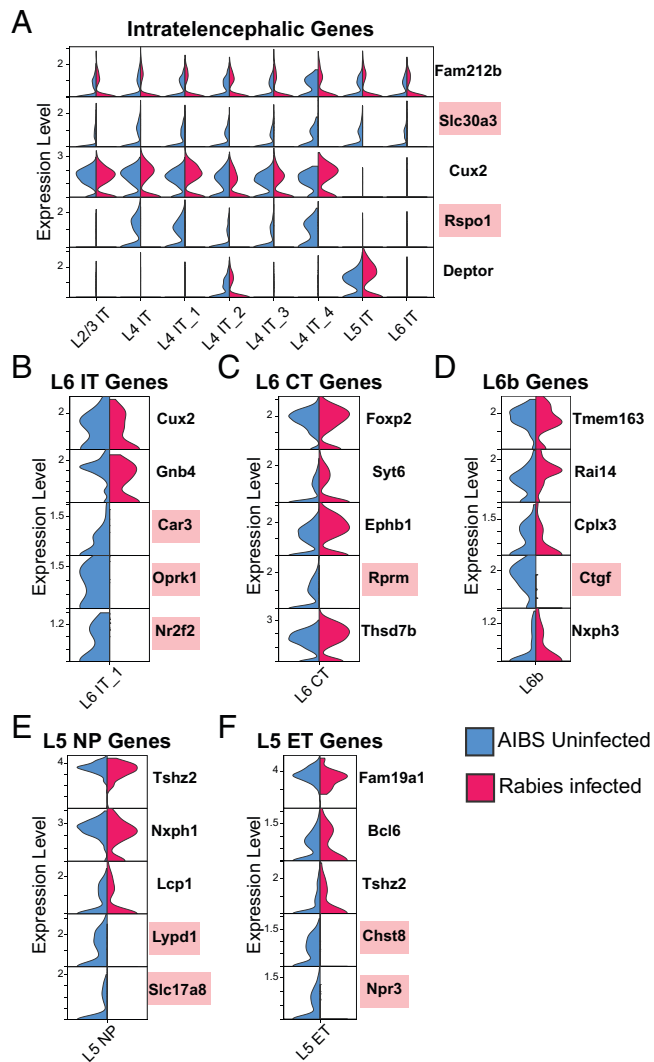 A
Intratelencephalic Genes
Expression Level
2
Fam212b
2
Slc30a3
3
Cux2
2
Rspo1
2
Deptor
L2/3 IT
L4 IT
L4 IT_1
L4 IT_2
L4 IT_3
L4 IT_4
L5 IT
L6 IT
B
L6 IT Genes
Expression Level
2
Cux2
2
Gnb4
1.5
Car3
1.5
Oprk1
1.2
Nr2f2
L6 IT_1
C
L6 CT Genes
Expression Level
2
Foxp2
2
Syt6
2
Ephb1
2
Rprm
3
Thsd7b
L6 CT
D
L6b Genes
Expression Level
2
Tmem163
2
Rai14
1.5
Cplx3
2
Ctgf
1.2
Nxph3
L6b
E
L5 NP Genes
Expression Level
4
Tshz2
3
Nxph1
2
Lcp1
2
Lypd1
2
Slc17a8
L5 NP
F
L5 ET Genes
Expression Level
4
Fam19a1
1.5
Bcl6
2
Tshz2
1.5
Chst8
1.5
Npr3
L5 ET
AIBS Uninfected
Rabies infected